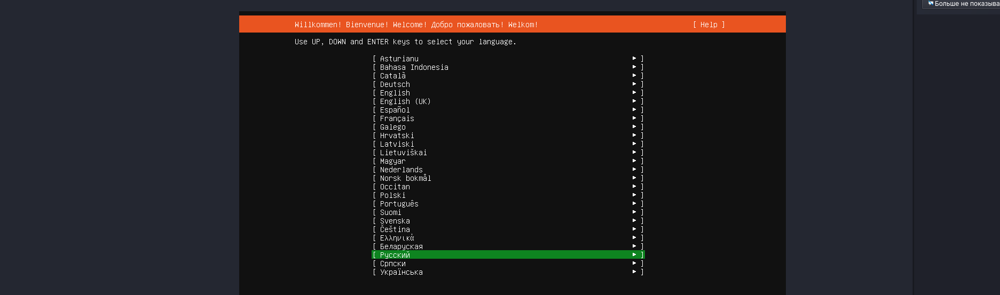 Больше не показыва
Willkommen! Bienvenue! Welcome! Добро пожаловать! Welkom! [ Help ]
Use UP, DOWN and ENTER keys to select your language.
[ Asturianu ▸ ]
[ Bahasa Indonesia ▸ ]
[ Català ▸ ]
[ Deutsch ▸ ]
[ English ▸ ]
[ English (UK) ▸ ]
[ Español ▸ ]
[ Français ▸ ]
[ Galego ▸ ]
[ Hrvatski ▸ ]
[ Latviski ▸ ]
[ Lietuviškai ▸ ]
[ Magyar ▸ ]
[ Nederlands ▸ ]
[ Norsk bokmål ▸ ]
[ Occitan ▸ ]
[ Polski ▸ ]
[ Português ▸ ]
[ Suomi ▸ ]
[ Svenska ▸ ]
[ Čeština ▸ ]
[ Ελληνικά ▸ ]
[ Беларуская ▸ ]
[ Русский ▸ ]
[ Српски ▸ ]
[ Українська ▸ ]